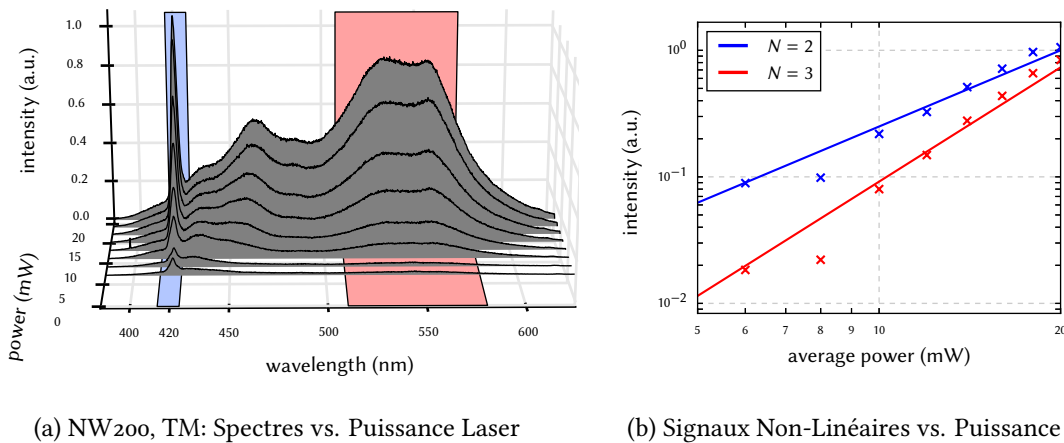 1.0
0.8
0.6
0.4
0.2
0.0
intensity (a.u.)
20
15
10
5
0
power (mW)
400 420 450 500 550 600
wavelength (nm)
N = 2
N = 3
10⁰
10⁻¹
10⁻²
intensity (a.u.)
5 6 7 8 9 10 20
average power (mW)
(a) NW200, TM: Spectres vs. Puissance Laser
(b) Signaux Non-Linéaires vs. Puissance